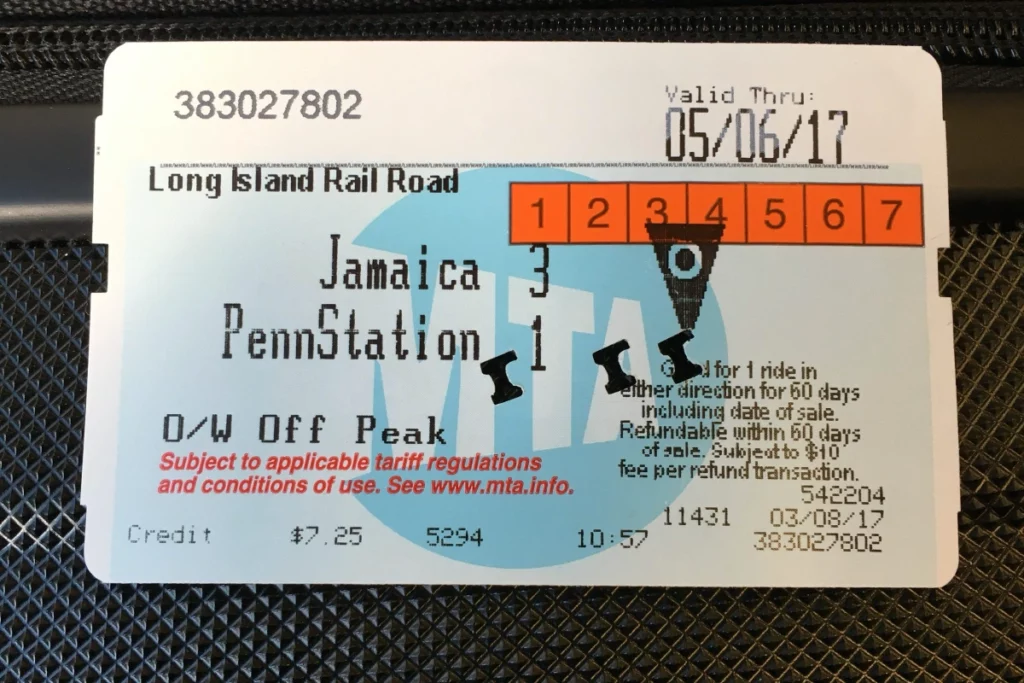 383027802
Valid Thru:
05/06/17
Long Island Rail Road
1 2 3 4 5 6 7
Jamaica 3
PennStation 1
MTA
for 1 ride in
either direction for 60 days
including date of sale.
Refundable within 60 days
of sale. Subject to $10
fee per refund transaction.
O/W Off Peak
Subject to applicable tariff regulations
and conditions of use. See www.mta.info.
542204
11431 03/08/17
Credit $7.25 5294 10:57 383027802